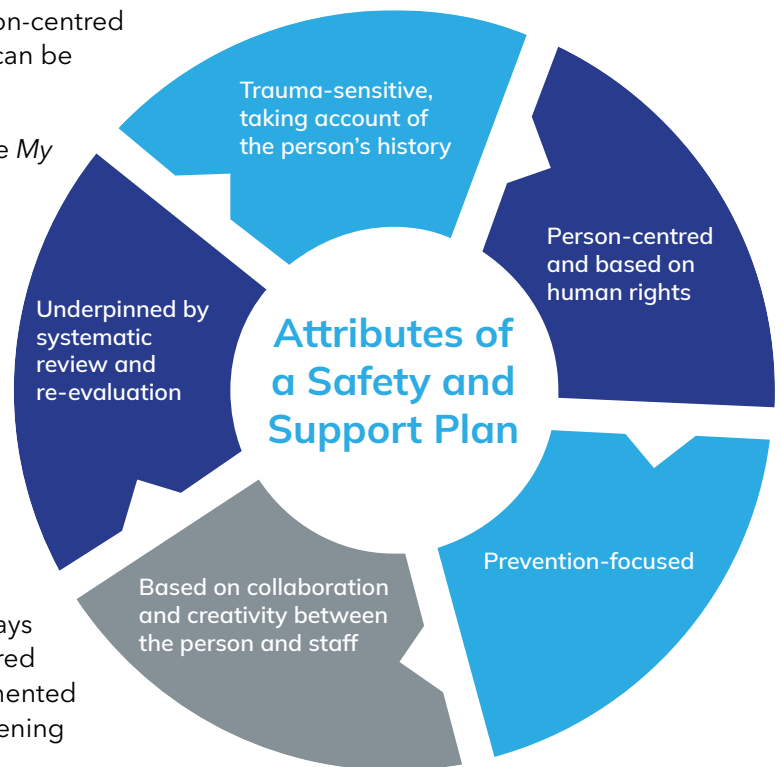 on-centred
can be
e My
ays
red
nented
ening
Trauma-sensitive,
taking account of
the person's history
Person-centred
and based on
human rights
Prevention-focused
Based on collaboration
and creativity between
the person and staff
Underpinned by
systematic
review and
re-evaluation
Attributes of
a Safety and
Support Plan